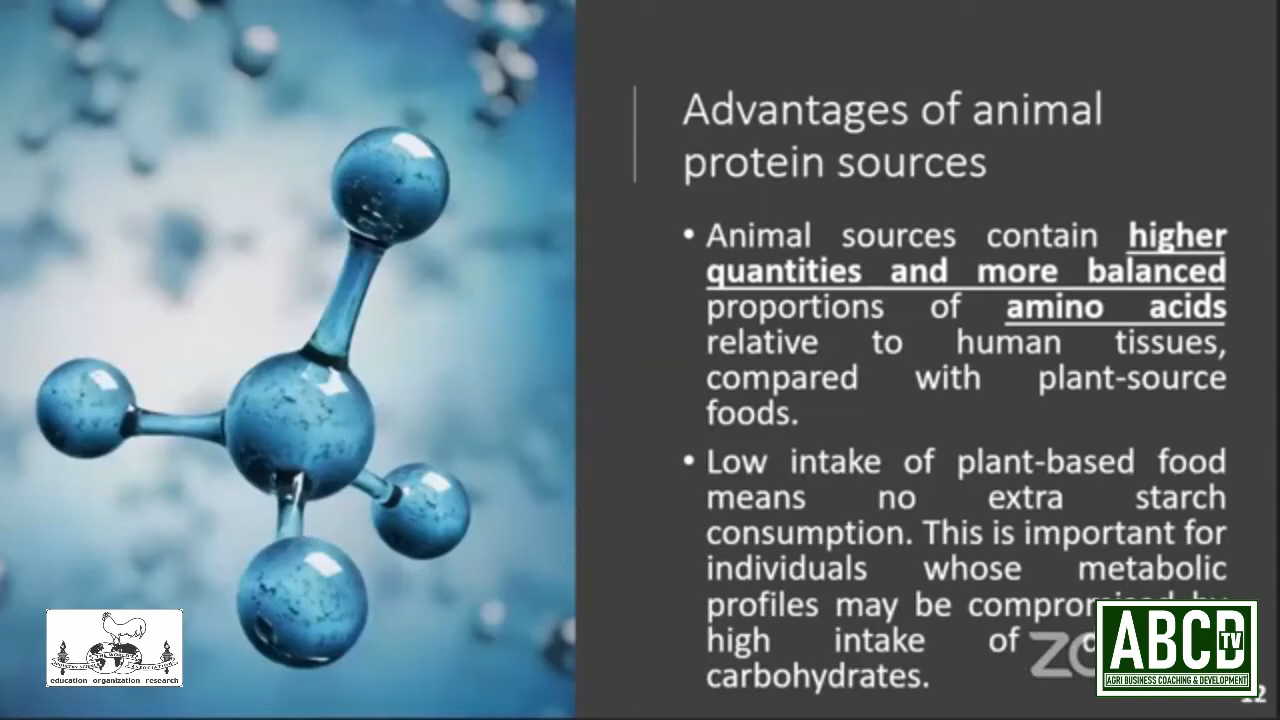 Advantages of animal
protein sources
• Animal sources contain higher
quantities and more balanced
proportions of amino acids
relative to human tissues,
compared with plant-source
foods.
• Low intake of plant-based food
means no extra starch
consumption. This is important for
individuals whose metabolic
profiles may be compromised by
high intake of
carbohydrates.
education organization research
ABCD
TV
AGRI BUSINESS COACHING & DEVELOPMENT